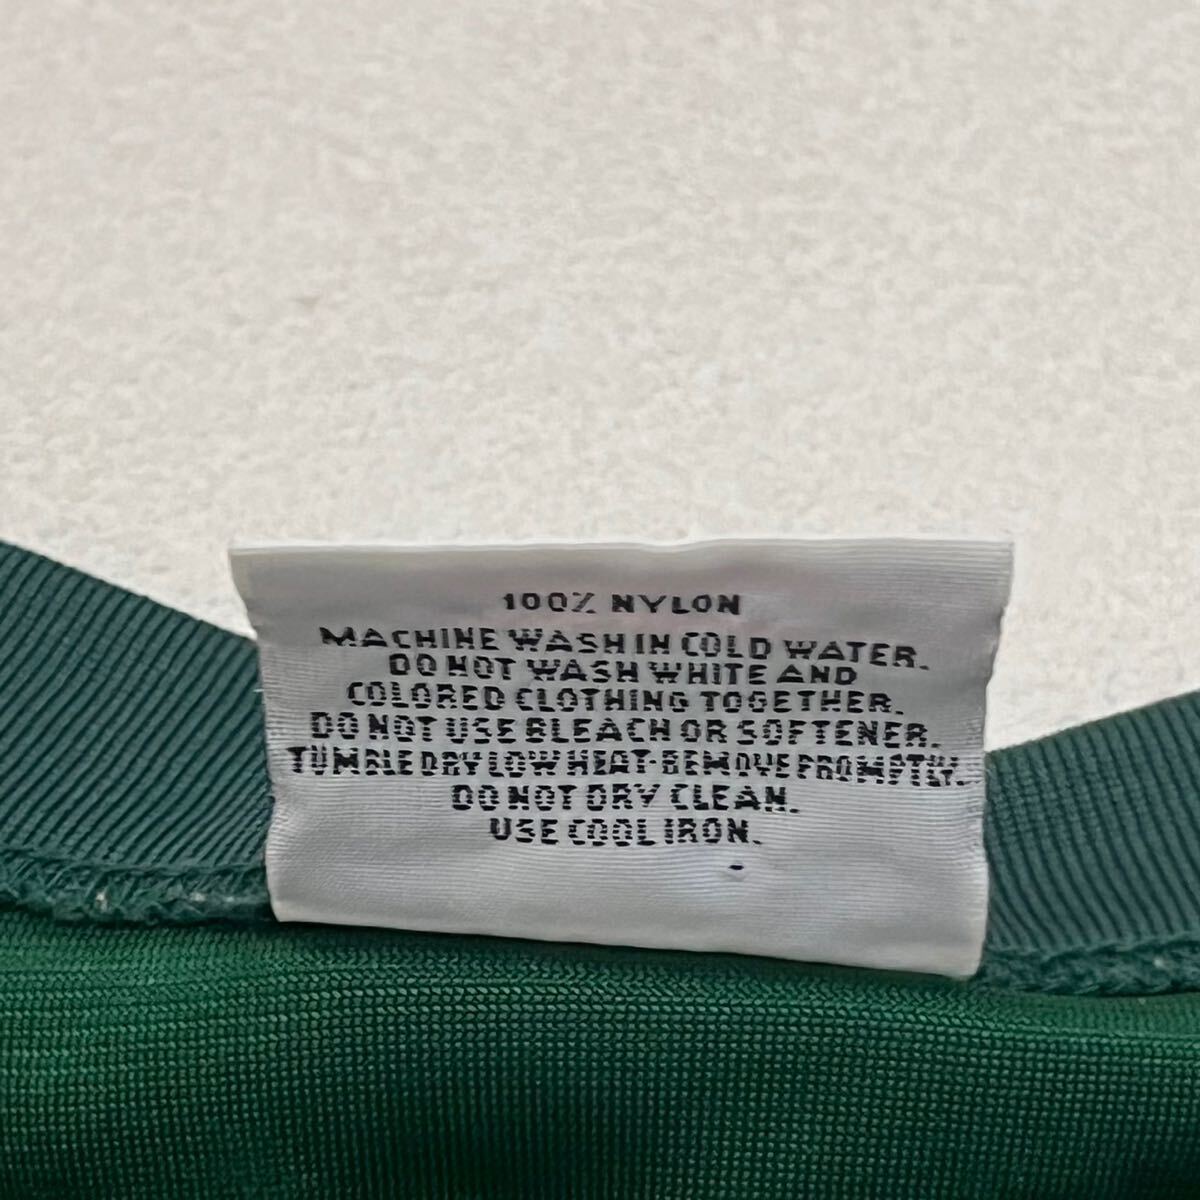 100% NYLON
MACHINE WASH IN COLD WATER.
DO NOT WASH WHITE AND
COLORED CLOTHING TOGETHER.
DO NOT USE BLEACH OR SOFTENER.
TUMBLE DRY LOW HEAT-REMOVE PROMPTLY.
DO NOT DRY CLEAN.
USE COOL IRON.